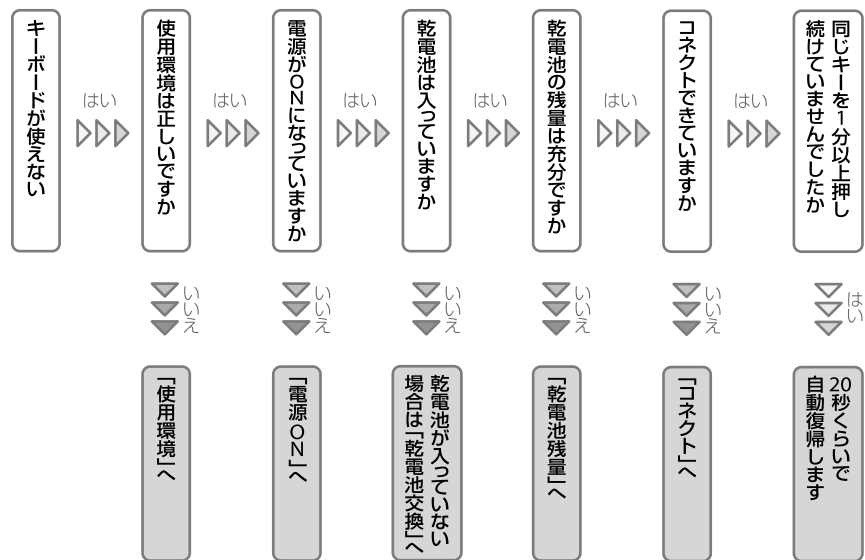 キーボードが使えない
はい
使用環境は正しいですか
はい
電源がONになっていますか
はい
乾電池は入っていますか
はい
乾電池の残量は充分ですか
はい
コネクトできていますか
はい
同じキーを1分以上押し
続けていませんでしたか
いいえ
いいえ
いいえ
いいえ
いいえ
はい
「使用環境」へ
「電源ON」へ
乾電池が入っていない
場合は「乾電池交換」へ
「乾電池残量」へ
「コネクト」へ
20秒くらいで
自動復帰します